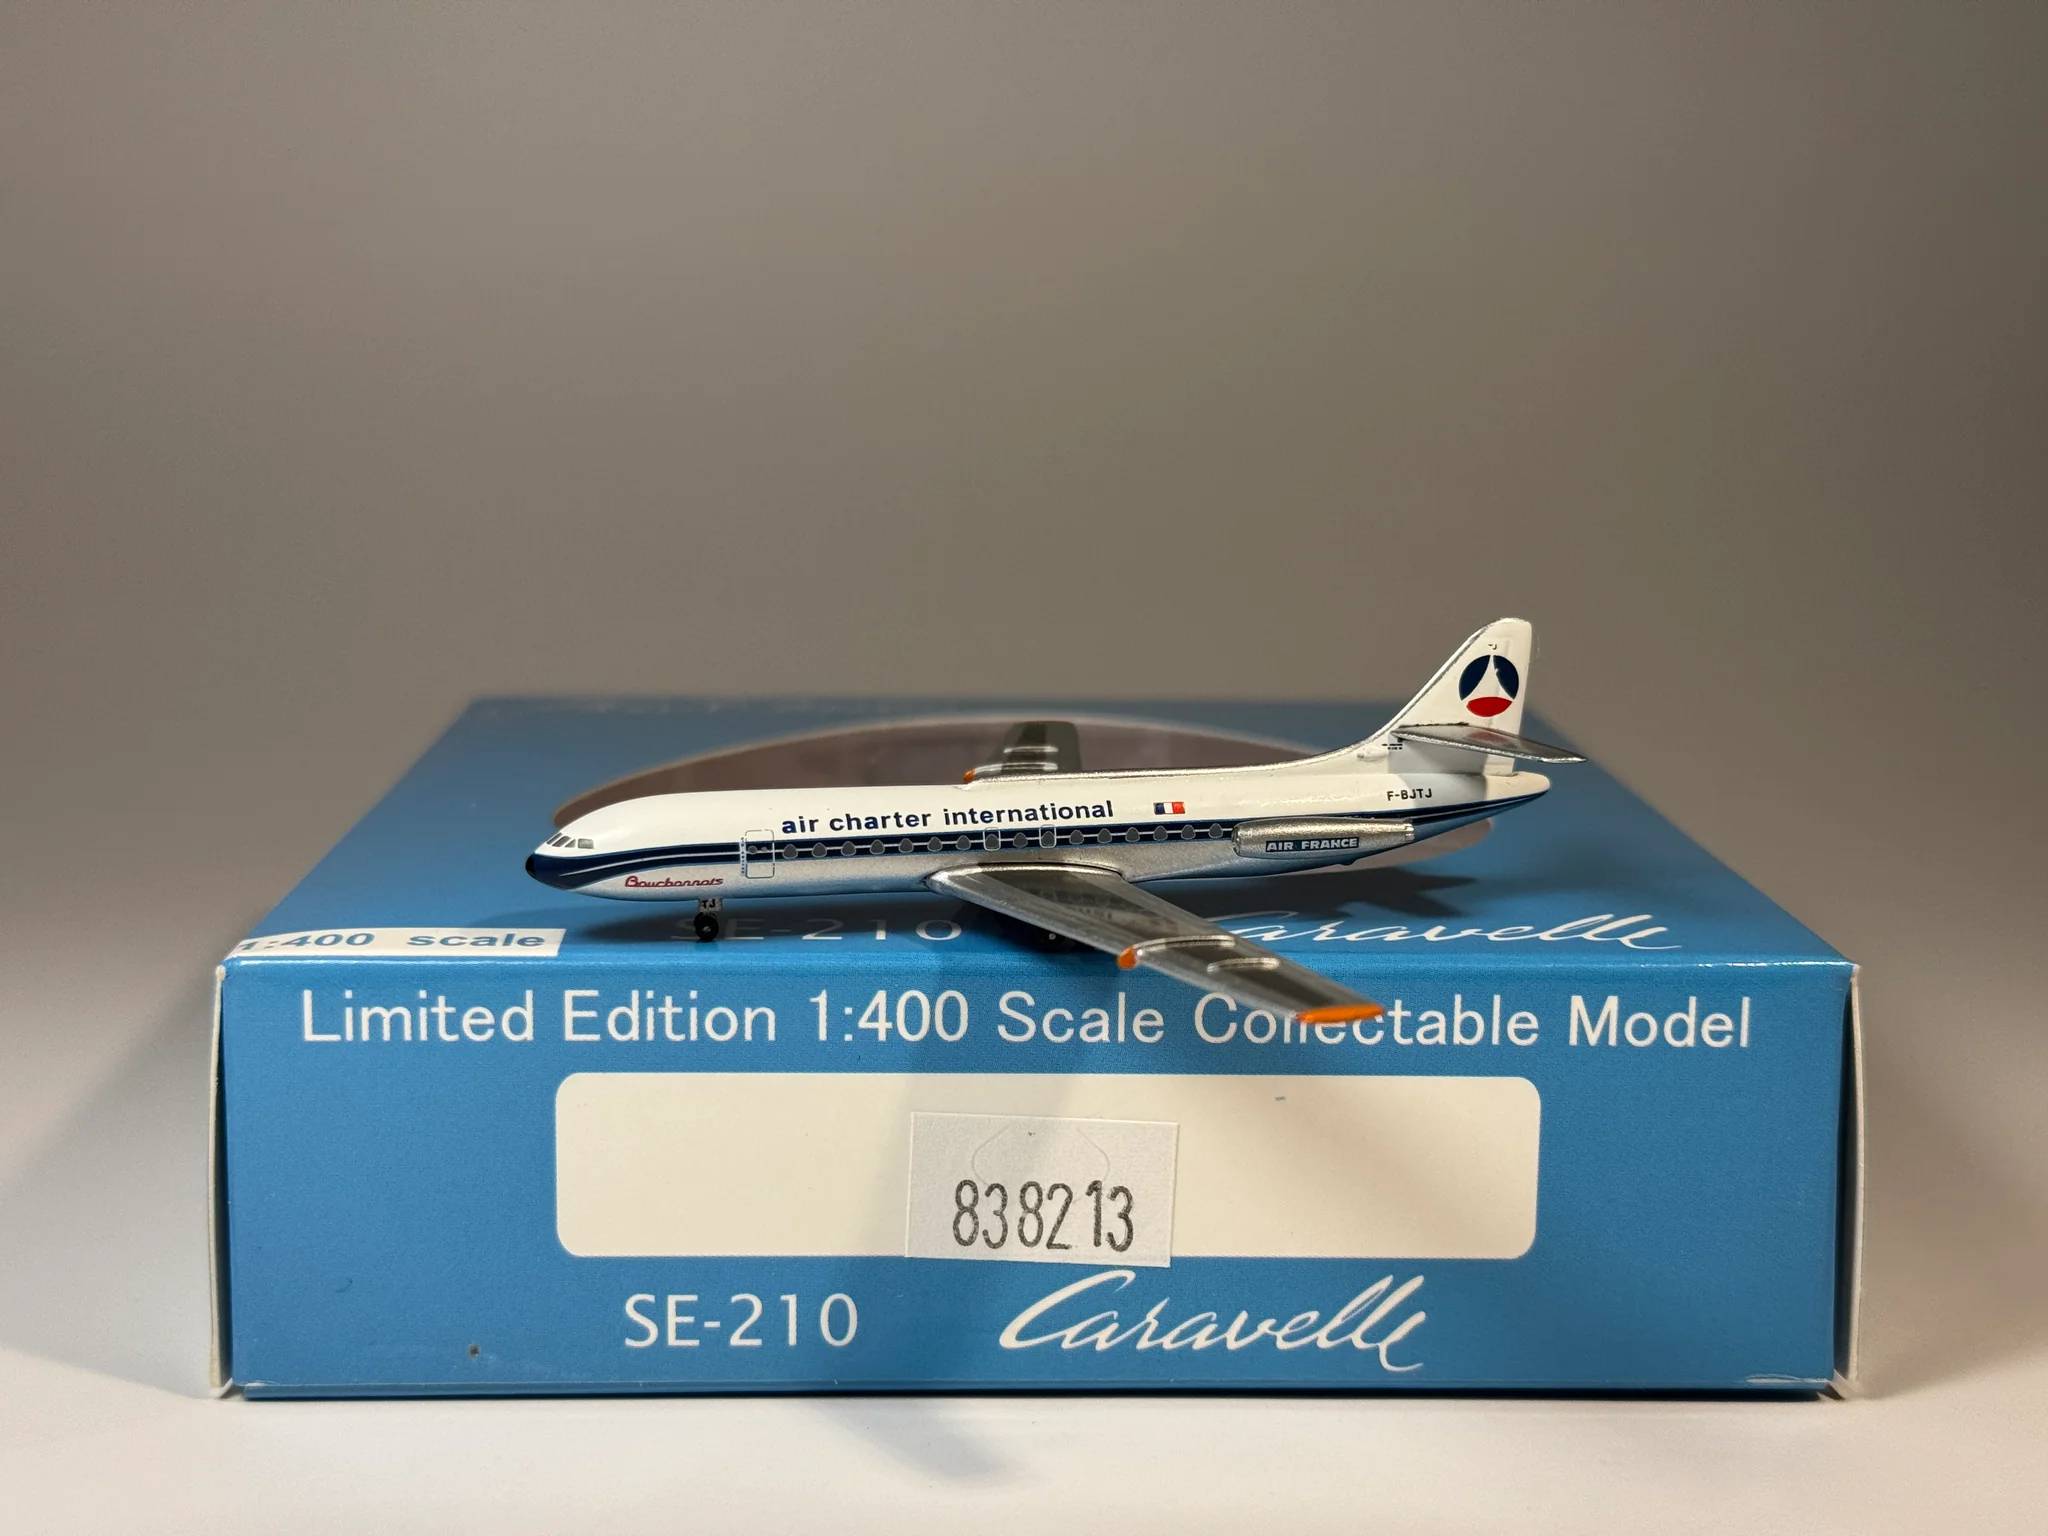 air charter international
F-BJTJ
AIR FRANCE
TJ
1:400 scale
SE-210 Caravelle
Limited Edition 1:400 Scale Collectable Model
838213
SE-210 Caravelle